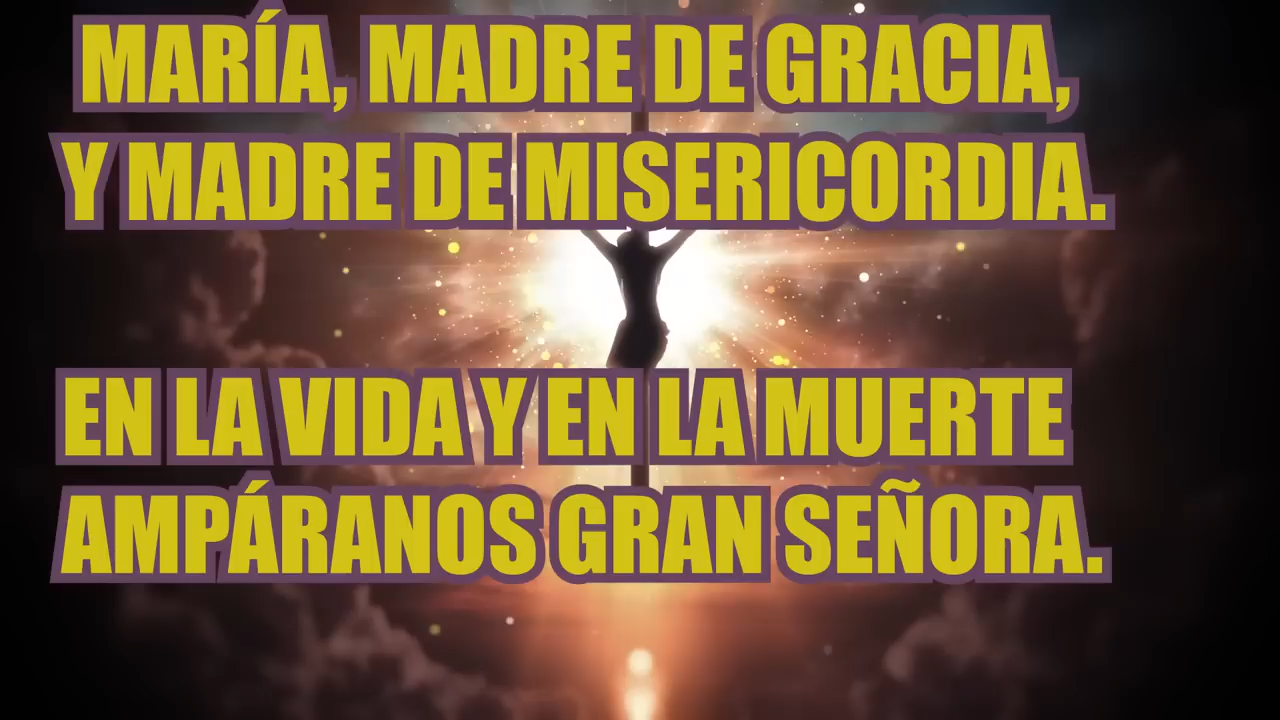 MARÍA, MADRE DE GRACIA,
Y MADRE DE MISERICORDIA.
EN LA VIDA Y EN LA MUERTE
AMPÁRANOS GRAN SEÑORA.